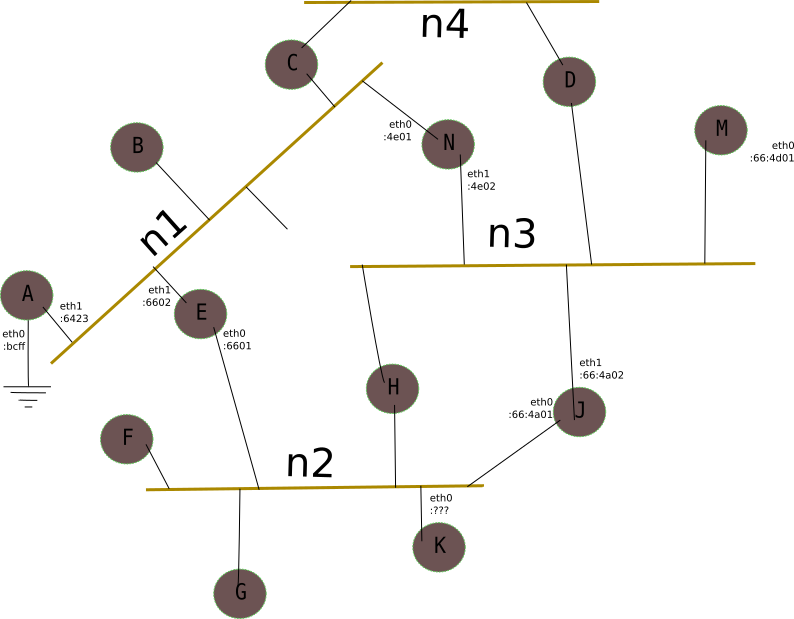 n4
C
D
eth0
:4e01
N
M
eth0
:66:4d01
B
eth1
:4e02
n1
n3
A
eth1
:6423
eth0
:bcff
eth1
:6602
E
eth0
:6601
eth1
:66:4a02
H
eth0
:66:4a01
J
F
n2
eth0
:???
K
G